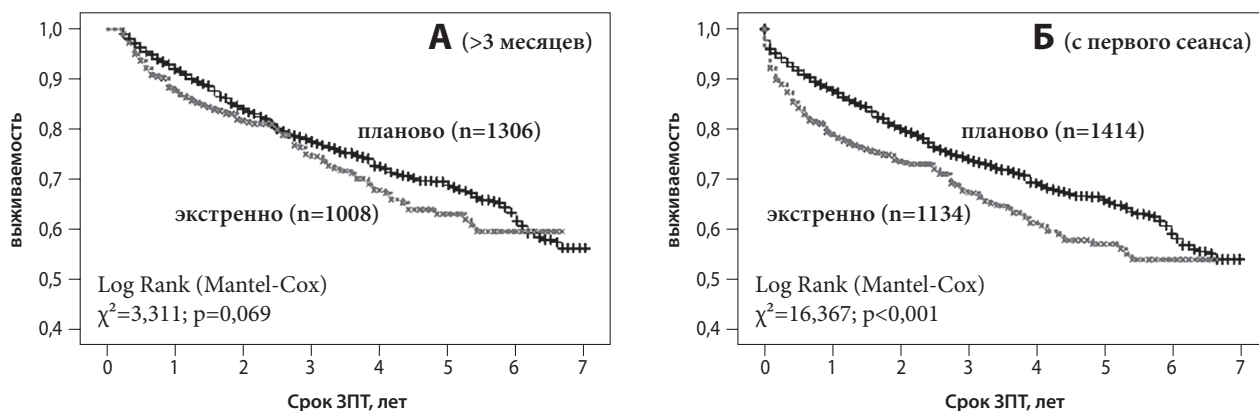 А (>3 месяцев)
выживаемость
1,0
0,9
0,8
0,7
0,6
0,5
0,4
планово (n=1306)
экстренно (n=1008)
Log Rank (Mantel-Cox)
χ²=3,311; p=0,069
0 1 2 3 4 5 6 7
Срок ЗПТ, лет
Б (с первого сеанса)
выживаемость
1,0
0,9
0,8
0,7
0,6
0,5
0,4
планово (n=1414)
экстренно (n=1134)
Log Rank (Mantel-Cox)
χ²=16,367; p<0,001
0 1 2 3 4 5 6 7
Срок ЗПТ, лет